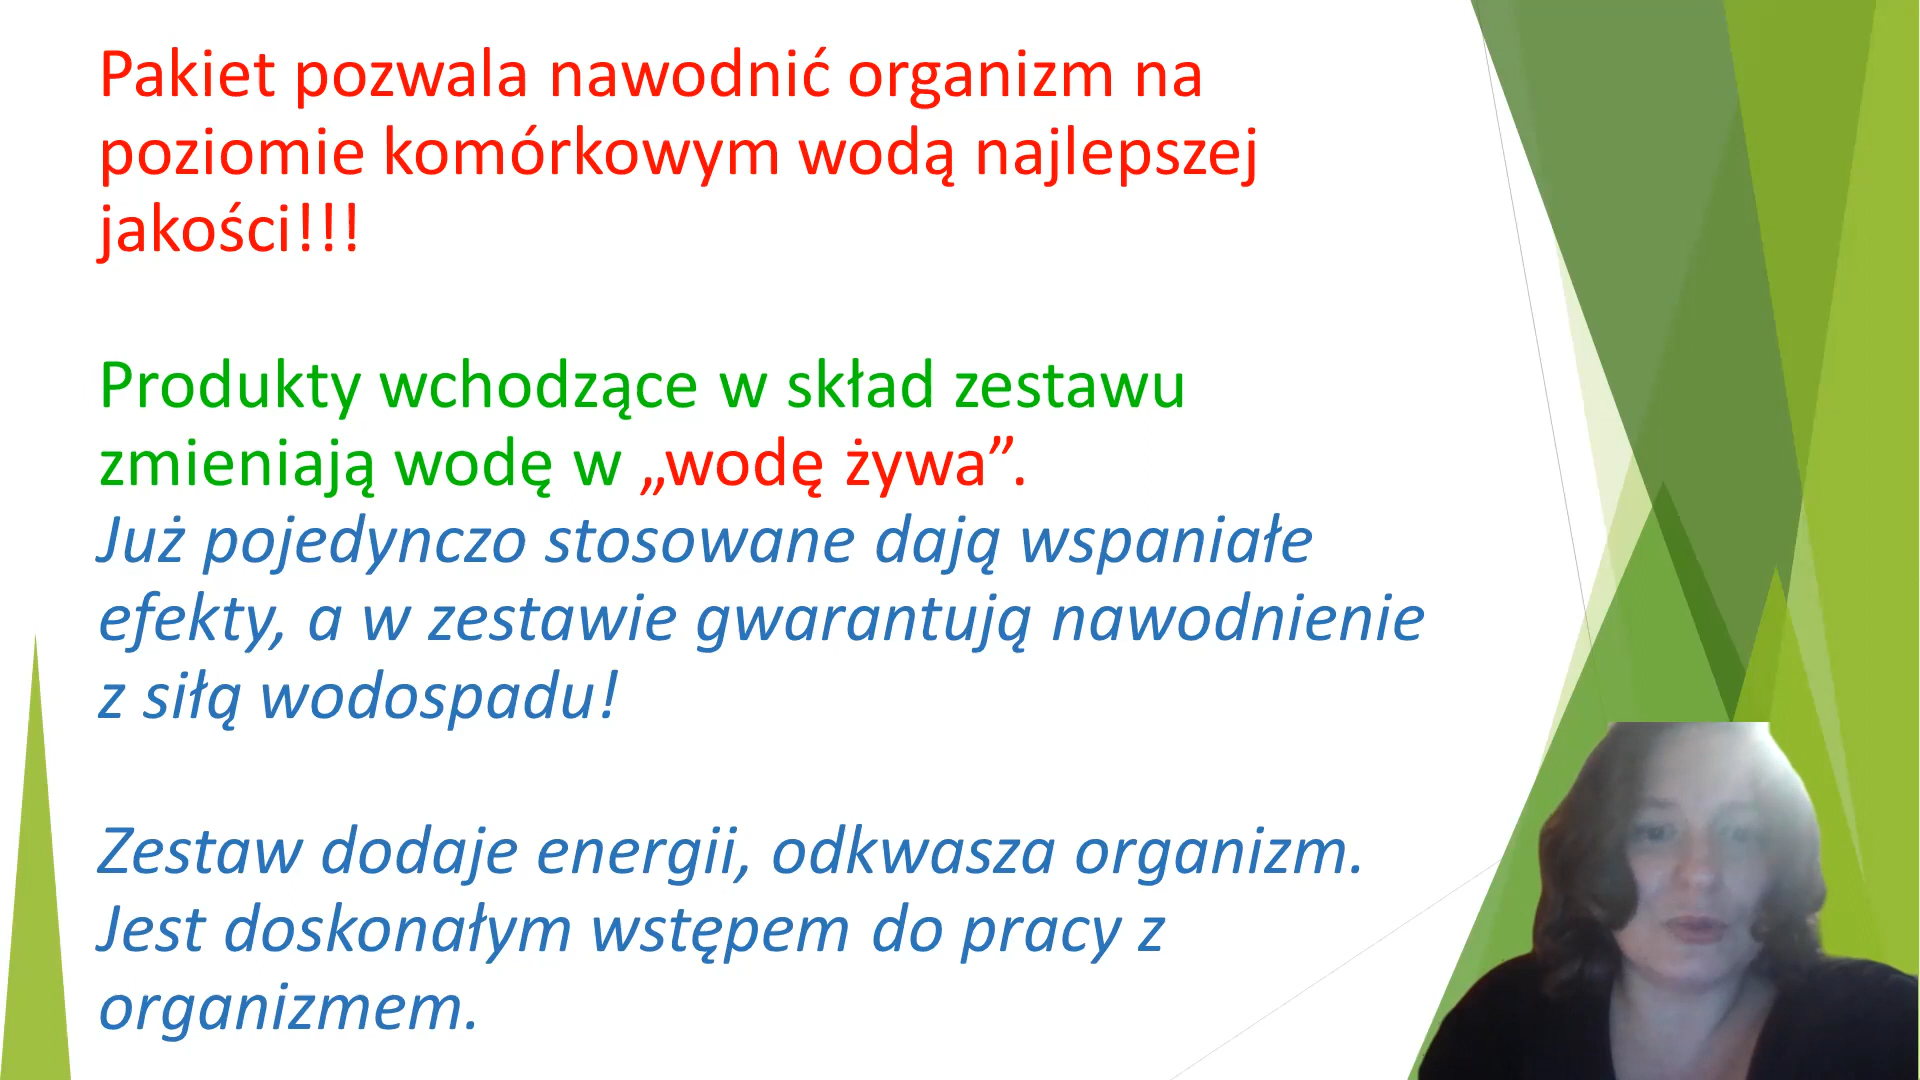 Pakiet pozwala nawodnić organizm na
poziomie komórkowym wodą najlepszej
jakości!!!
Produkty wchodzące w skład zestawu
zmieniają wodę w „wodę żywa”.
Już pojedynczo stosowane dają wspaniałe
efekty, a w zestawie gwarantują nawodnienie
z siłą wodospadu!
Zestaw dodaje energii, odkwasza organizm.
Jest doskonałym wstępem do pracy z
organizmem.